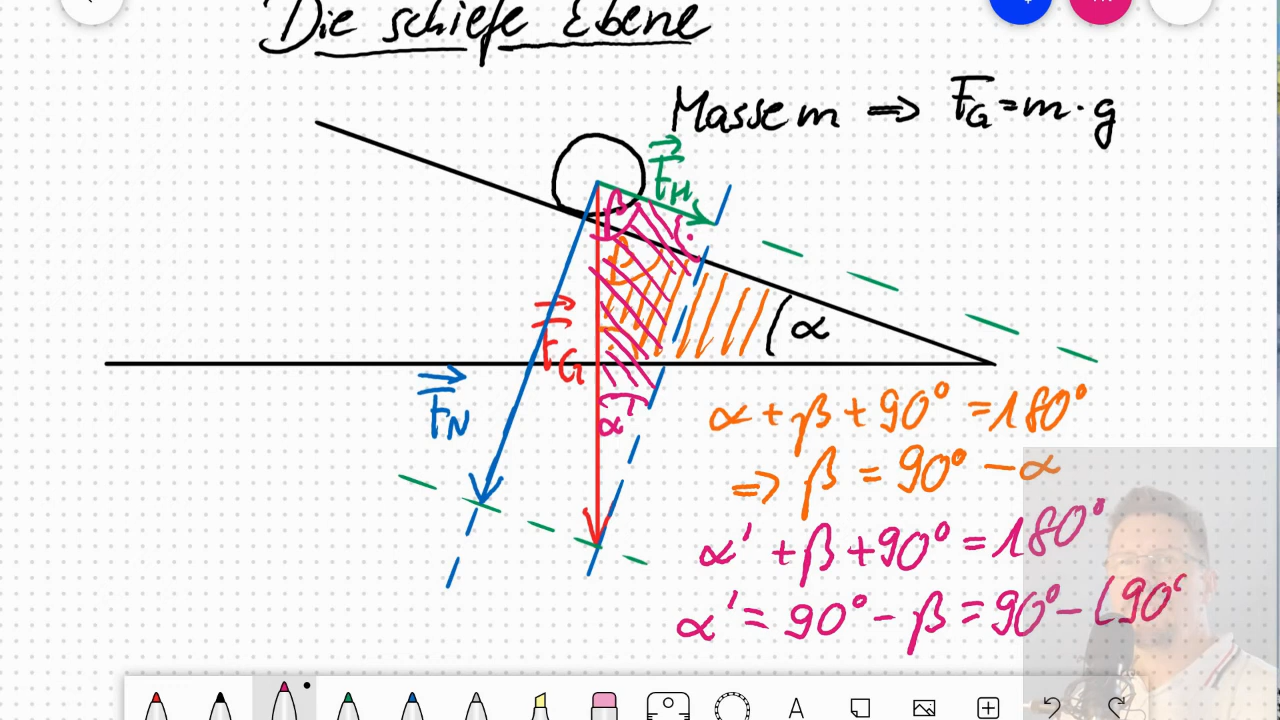 Die schiefe Ebene
Masse m ⇒ F_G = m · g
F_H
β
β
α
F_G
F_N
α'
α + β + 90° = 180°
⇒ β = 90° − α
α' + β + 90° = 180°
α' = 90° − β = 90° − (90°
A